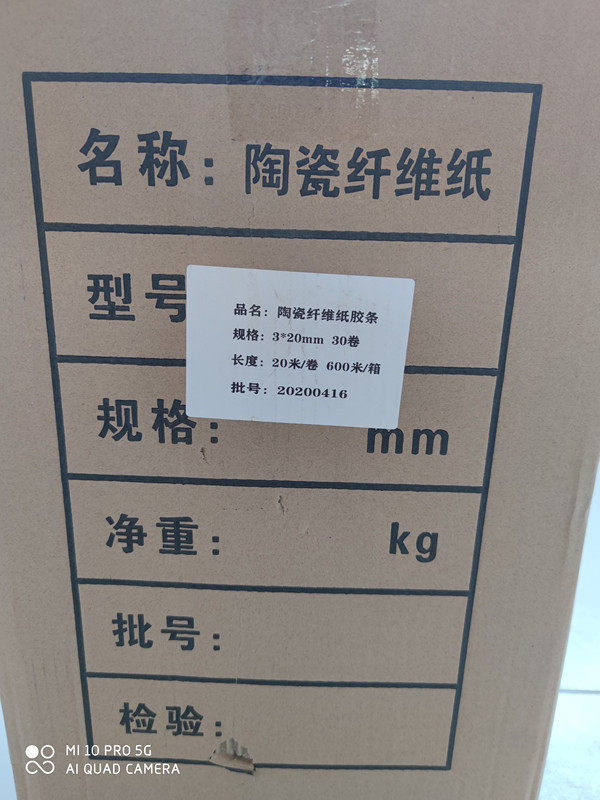 名称：陶瓷纤维纸
型号
品名：陶瓷纤维纸胶条
规格：3*20mm 30卷
长度：20米/卷 600米/箱
批号：20200416
规格： mm
净重： kg
批号：
检验：
MI 10 PRO 5G
AI QUAD CAMERA